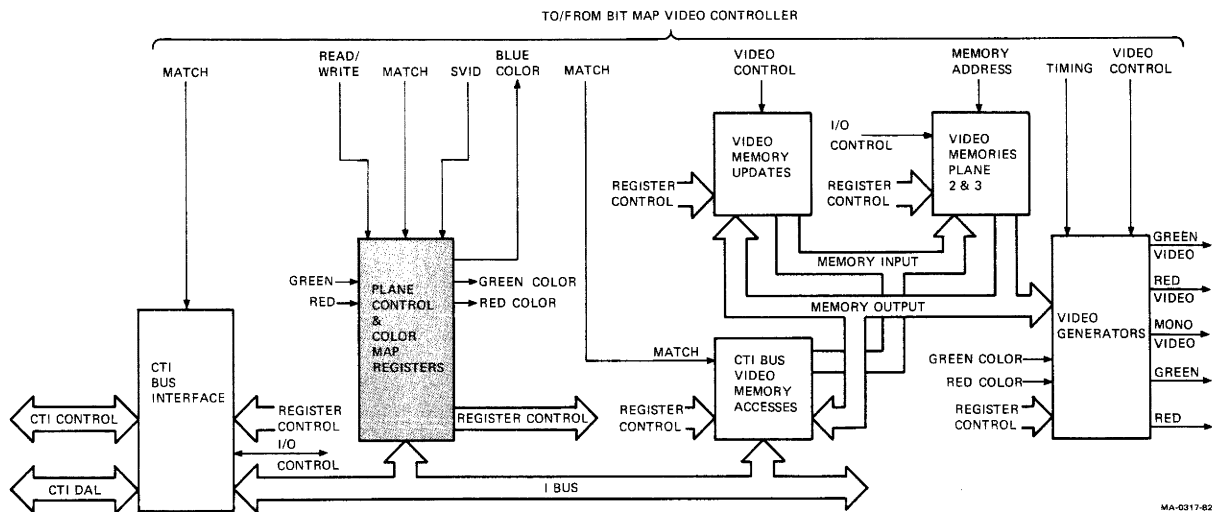 TO/FROM BIT MAP VIDEO CONTROLLER
MATCH
READ/
WRITE
MATCH
SVID
BLUE
COLOR
MATCH
VIDEO
CONTROL
MEMORY
ADDRESS
TIMING
VIDEO
CONTROL
VIDEO
MEMORY
UPDATES
REGISTER
CONTROL
I/O
CONTROL
VIDEO
MEMORIES
PLANE
2 & 3
REGISTER
CONTROL
MEMORY INPUT
MEMORY OUTPUT
GREEN
RED
PLANE
CONTROL
&
COLOR
MAP
REGISTERS
GREEN COLOR
RED COLOR
REGISTER CONTROL
CTI
BUS
INTERFACE
CTI CONTROL
CTI DAL
REGISTER
CONTROL
I/O
CONTROL
I BUS
MATCH
CTI BUS
VIDEO
MEMORY
ACCESSES
REGISTER
CONTROL
VIDEO
GENERATORS
GREEN COLOR
RED COLOR
REGISTER
CONTROL
GREEN
VIDEO
RED
VIDEO
MONO
VIDEO
GREEN
RED
MA-0317-82